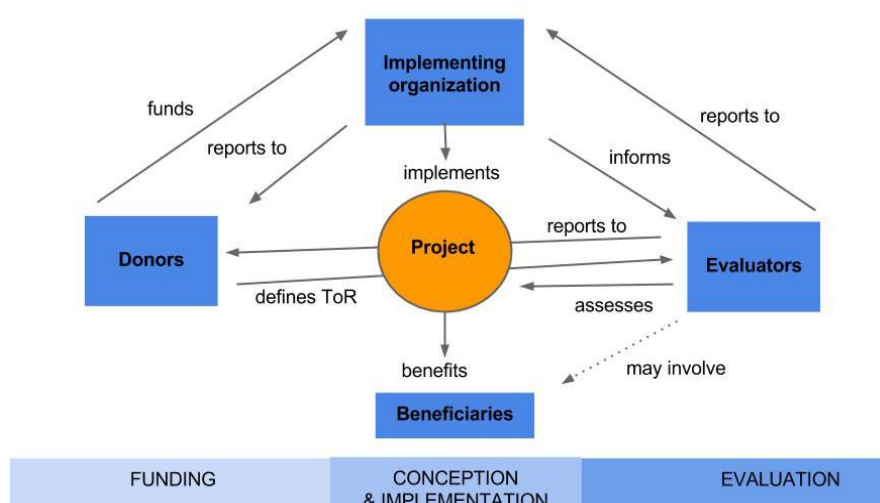 Implementing
organization
funds
reports to
reports to
informs
implements
Donors
Project
reports to
Evaluators
defines ToR
assesses
benefits
may involve
Beneficiaries
FUNDING
CONCEPTION
& IMPLEMENTATION
EVALUATION